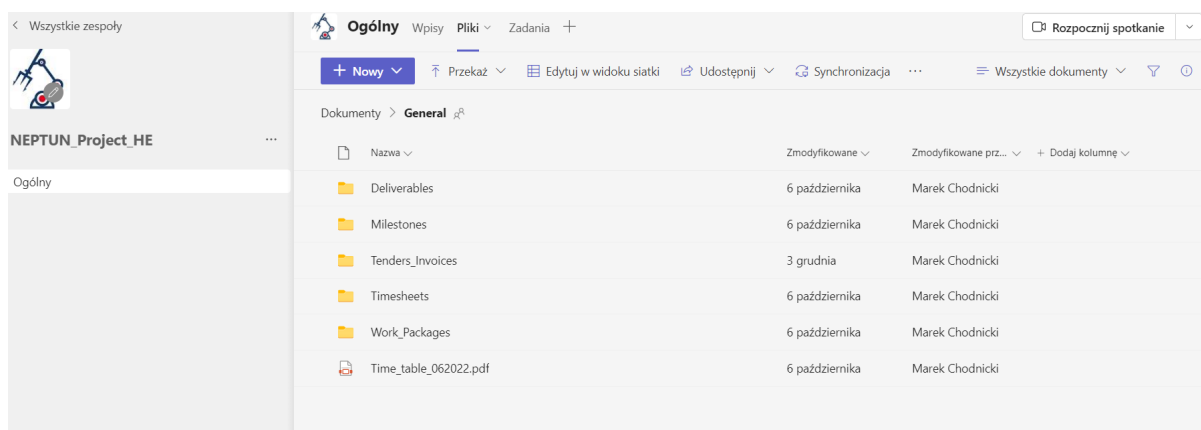 < Wszystkie zespoły
NEPTUN_Project_HE ...
Ogólny
Ogólny Wpisy Pliki Zadania +
Rozpocznij spotkanie
+ Nowy Przekaż Edytuj w widoku siatki Udostępnij Synchronizacja ... Wszystkie dokumenty
Dokumenty > General
Nazwa Zmodyfikowane Zmodyfikowane prz... + Dodaj kolumnę
Deliverables 6 października Marek Chodnicki
Milestones 6 października Marek Chodnicki
Tenders_Invoices 3 grudnia Marek Chodnicki
Timesheets 6 października Marek Chodnicki
Work_Packages 6 października Marek Chodnicki
Time_table_062022.pdf 6 października Marek Chodnicki